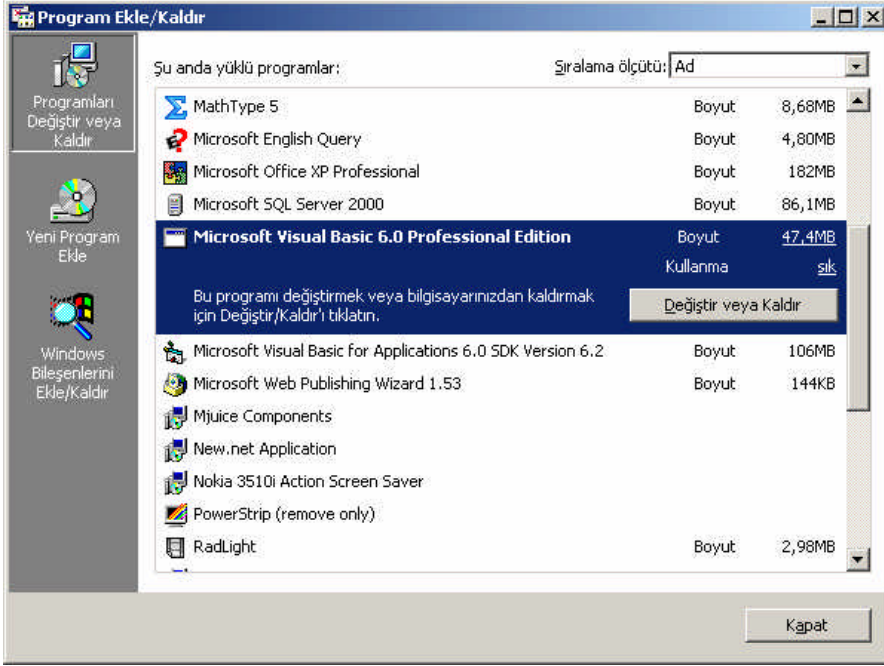 Program Ekle/Kaldır
Programları
Değiştir veya
Kaldır
Yeni Program
Ekle
Windows
Bileşenlerini
Ekle/Kaldır
Şu anda yüklü programlar:
Sıralama ölçütü: Ad
MathType 5 Boyut 8,68MB
Microsoft English Query Boyut 4,80MB
Microsoft Office XP Professional Boyut 182MB
Microsoft SQL Server 2000 Boyut 86,1MB
Microsoft Visual Basic 6.0 Professional Edition Boyut 47,4MB
Kullanma sık
Bu programı değiştirmek veya bilgisayarınızdan kaldırmak
için Değiştir/Kaldır'ı tıklatın.
Değiştir veya Kaldır
Microsoft Visual Basic for Applications 6.0 SDK Version 6.2 Boyut 106MB
Microsoft Web Publishing Wizard 1.53 Boyut 144KB
Mjuice Components
New.net Application
Nokia 3510i Action Screen Saver
PowerStrip (remove only)
RadLight Boyut 2,98MB
Kapat